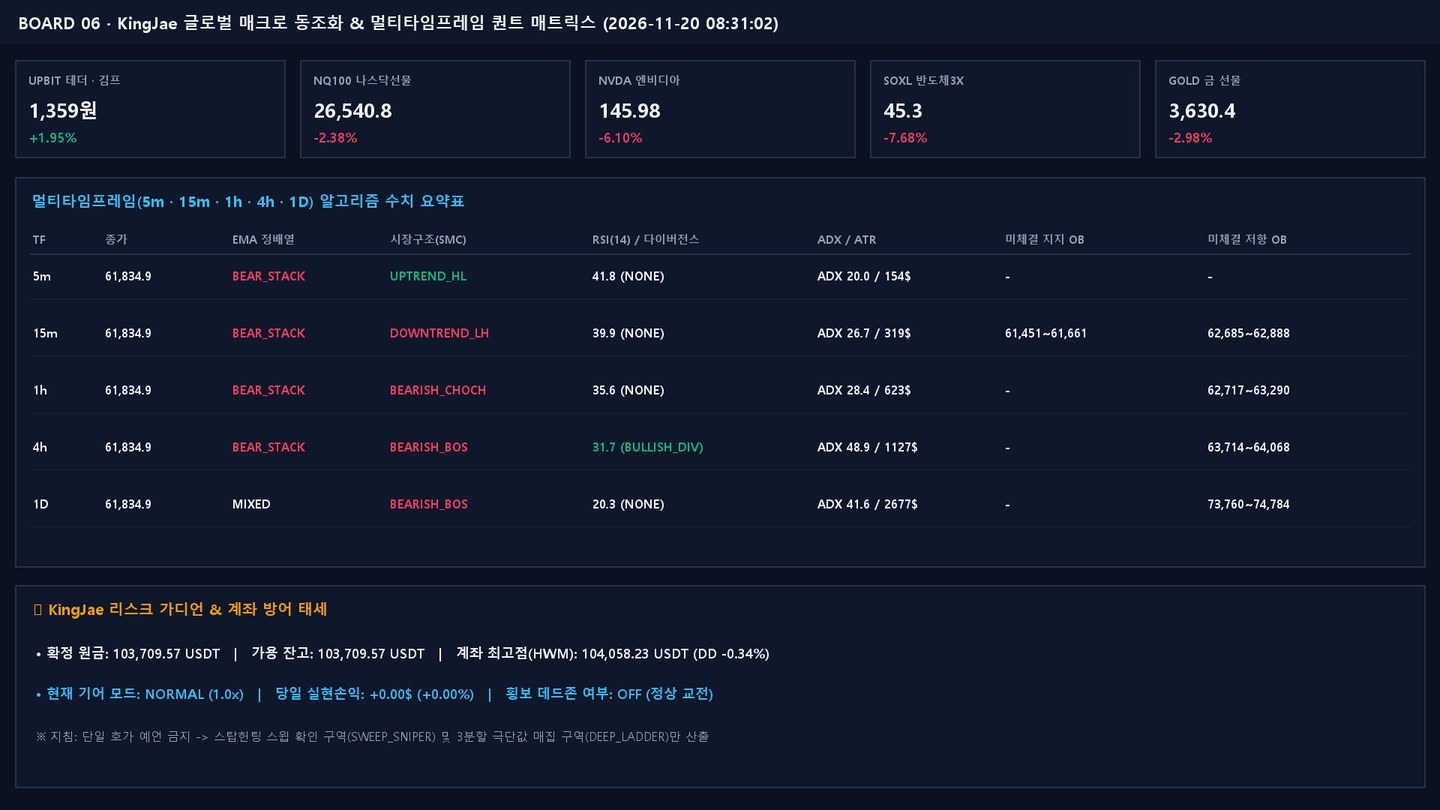 BOARD 06 · KingJae 글로벌 매크로 동조화 & 멀티타임프레임 퀀트 매트릭스 (2026-11-20 08:31:02)
UPBIT 테더 · 김프 NQ100 나스닥선물 NVDA 엔비디아 SOXL 반도체3X GOLD 금 선물
1,359원 26,540.8 145.98 45.3 3,630.4
+1.95% -2.38% -6.10% -7.68% -2.98%
멀티타임프레임(5m · 15m · 1h · 4h · 1D) 알고리즘 수치 요약표
TF 종가 EMA 정배열 시장구조(SMC) RSI(14) / 다이버전스 ADX / ATR 미체결 지지 OB 미체결 저항 OB
5m 61,834.9 BEAR_STACK UPTREND_HL 41.8 (NONE) ADX 20.0 / 154$ - -
15m 61,834.9 BEAR_STACK DOWNTREND_LH 39.9 (NONE) ADX 26.7 / 319$ 61,451~61,661 62,685~62,888
1h 61,834.9 BEAR_STACK BEARISH_CHOCH 35.6 (NONE) ADX 28.4 / 623$ - 62,717~63,290
4h 61,834.9 BEAR_STACK BEARISH_BOS 31.7 (BULLISH_DIV) ADX 48.9 / 1127$ - 63,714~64,068
1D 61,834.9 MIXED BEARISH_BOS 20.3 (NONE) ADX 41.6 / 2677$ - 73,760~74,784
KingJae 리스크 가디언 & 계좌 방어 태세
• 확정 원금: 103,709.57 USDT | 가용 잔고: 103,709.57 USDT | 계좌 최고점(HWM): 104,058.23 USDT (DD -0.34%)
• 현재 기어 모드: NORMAL (1.0x) | 당일 실현손익: +0.00$ (+0.00%) | 횡보 데드존 여부: OFF (정상 교전)
※ 지침: 단일 호가 예언 금지 -> 스탑헌팅 스윕 확인 구역(SWEEP_SNIPER) 및 3분할 극단값 매집 구역(DEEP_LADDER)만 산출